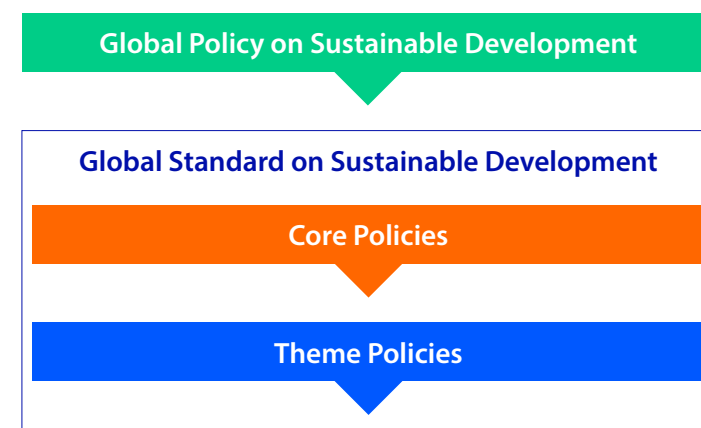 Global Policy on Sustainable Development
Global Standard on Sustainable Development
Core Policies
Theme Policies